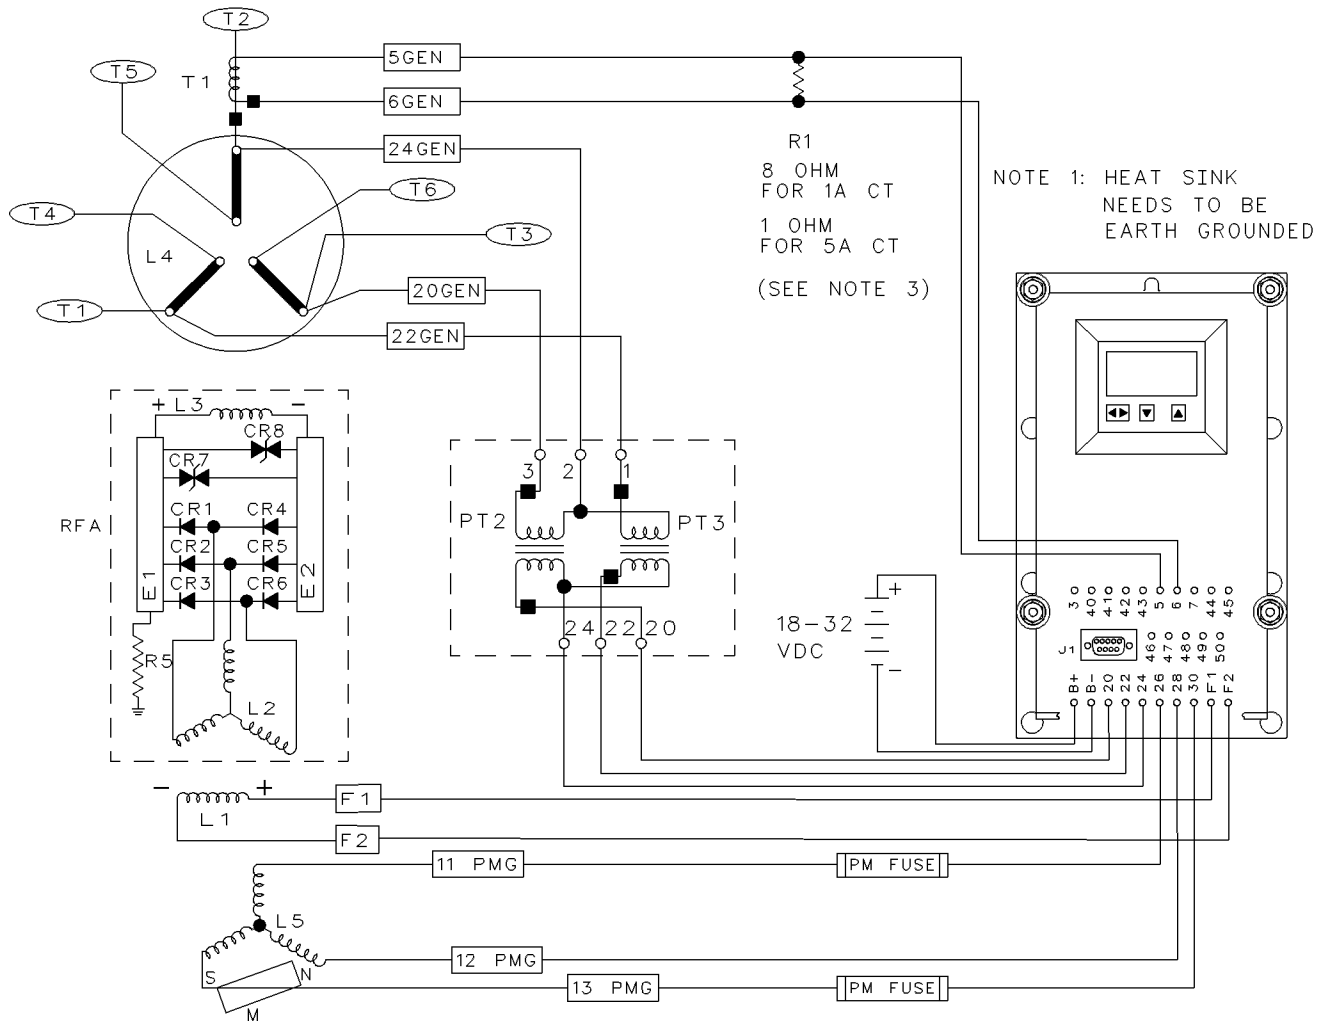 T2
T5
T1
5GEN
6GEN
24GEN
R1
8 OHM
FOR 1A CT
1 OHM
FOR 5A CT
(SEE NOTE 3)
NOTE 1: HEAT SINK
NEEDS TO BE
EARTH GROUNDED
T6
T4
T3
L4
T1
20GEN
22GEN
+ L3 -
CR8
CR7
CR1 CR4
RFA
CR2 CR5
CR3 CR6
E1
E2
R5
L2
3 2 1
PT2 PT3
24 22 20
18-32
VDC
+
-
3 40 41 42 43 5 6 7 44 45
J1
46 47 48 49 50
B+ B- 20 22 24 26 28 30 F1 F2
- +
L1
F1
F2
11 PMG
PM FUSE
L5
12 PMG
S N
13 PMG
PM FUSE
M